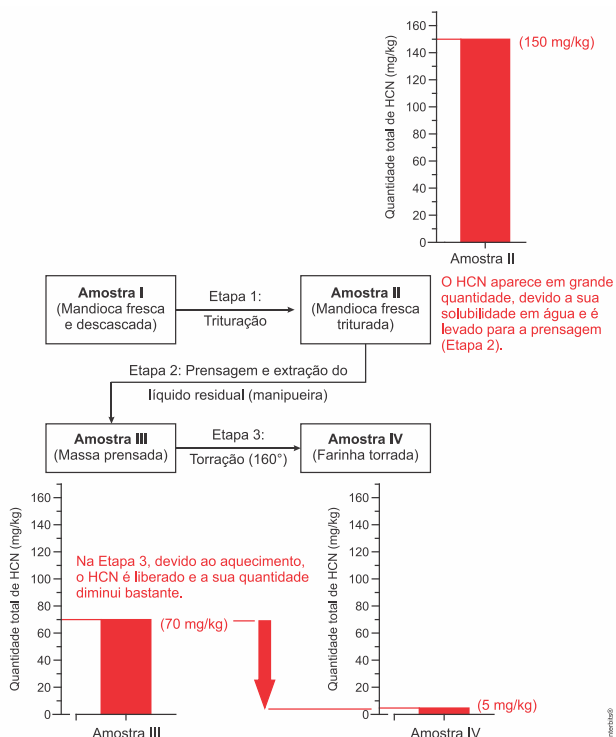 Quantidade total de HCN (mg/kg)
160
140
120
100
80
60
40
20
0
(150 mg/kg)
Amostra II
O HCN aparece em grande
quantidade, devido a sua
solubilidade em água e é
levado para a prensagem
(Etapa 2).
Amostra I
(Mandioca fresca
e descascada)
Etapa 1:
Trituração
Amostra II
(Mandioca fresca
triturada)
Etapa 2: Prensagem e extração do
líquido residual (manipueira)
Amostra III
(Massa prensada)
Etapa 3:
Torração (160°)
Amostra IV
(Farinha torrada)
Quantidade total de HCN (mg/kg)
160
140
120
100
80
60
40
20
0
Na Etapa 3, devido ao aquecimento,
o HCN é liberado e a sua quantidade
diminui bastante.
(70 mg/kg)
Amostra III
Quantidade total de HCN (mg/kg)
160
140
120
100
80
60
40
20
0
(5 mg/kg)
Amostra IV